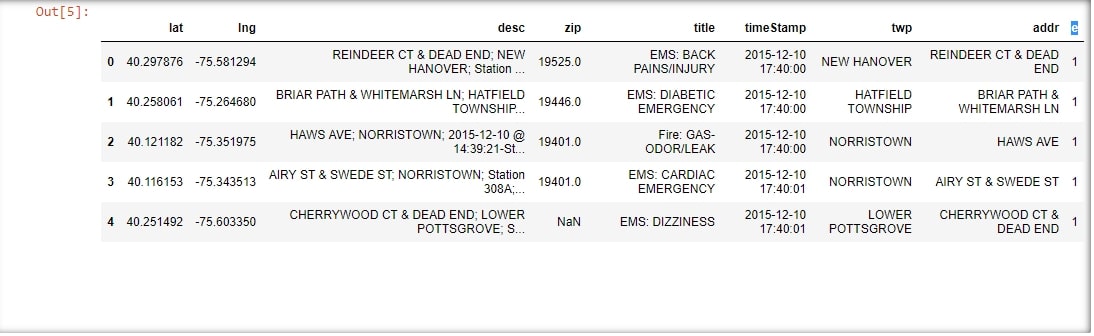 Out[5]:
lat lng desc zip title timeStamp twp addr e
0 40.297876 -75.581294 REINDEER CT & DEAD END; NEW HANOVER; Station ... 19525.0 EMS: BACK PAINS/INJURY 2015-12-10 17:40:00 NEW HANOVER REINDEER CT & DEAD END 1
1 40.258061 -75.264680 BRIAR PATH & WHITEMARSH LN; HATFIELD TOWNSHIP... 19446.0 EMS: DIABETIC EMERGENCY 2015-12-10 17:40:00 HATFIELD TOWNSHIP BRIAR PATH & WHITEMARSH LN 1
2 40.121182 -75.351975 HAWS AVE; NORRISTOWN; 2015-12-10 @ 14:39:21-St... 19401.0 Fire: GAS-ODOR/LEAK 2015-12-10 17:40:00 NORRISTOWN HAWS AVE 1
3 40.116153 -75.343513 AIRY ST & SWEDE ST; NORRISTOWN; Station 308A;... 19401.0 EMS: CARDIAC EMERGENCY 2015-12-10 17:40:01 NORRISTOWN AIRY ST & SWEDE ST 1
4 40.251492 -75.603350 CHERRYWOOD CT & DEAD END; LOWER POTTSGROVE; S... NaN EMS: DIZZINESS 2015-12-10 17:40:01 LOWER POTTSGROVE CHERRYWOOD CT & DEAD END 1